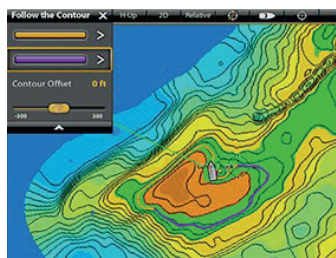 Follow the Contour X
H-Up 2D Relative
>
>
Contour Offset 0 ft
-300 300